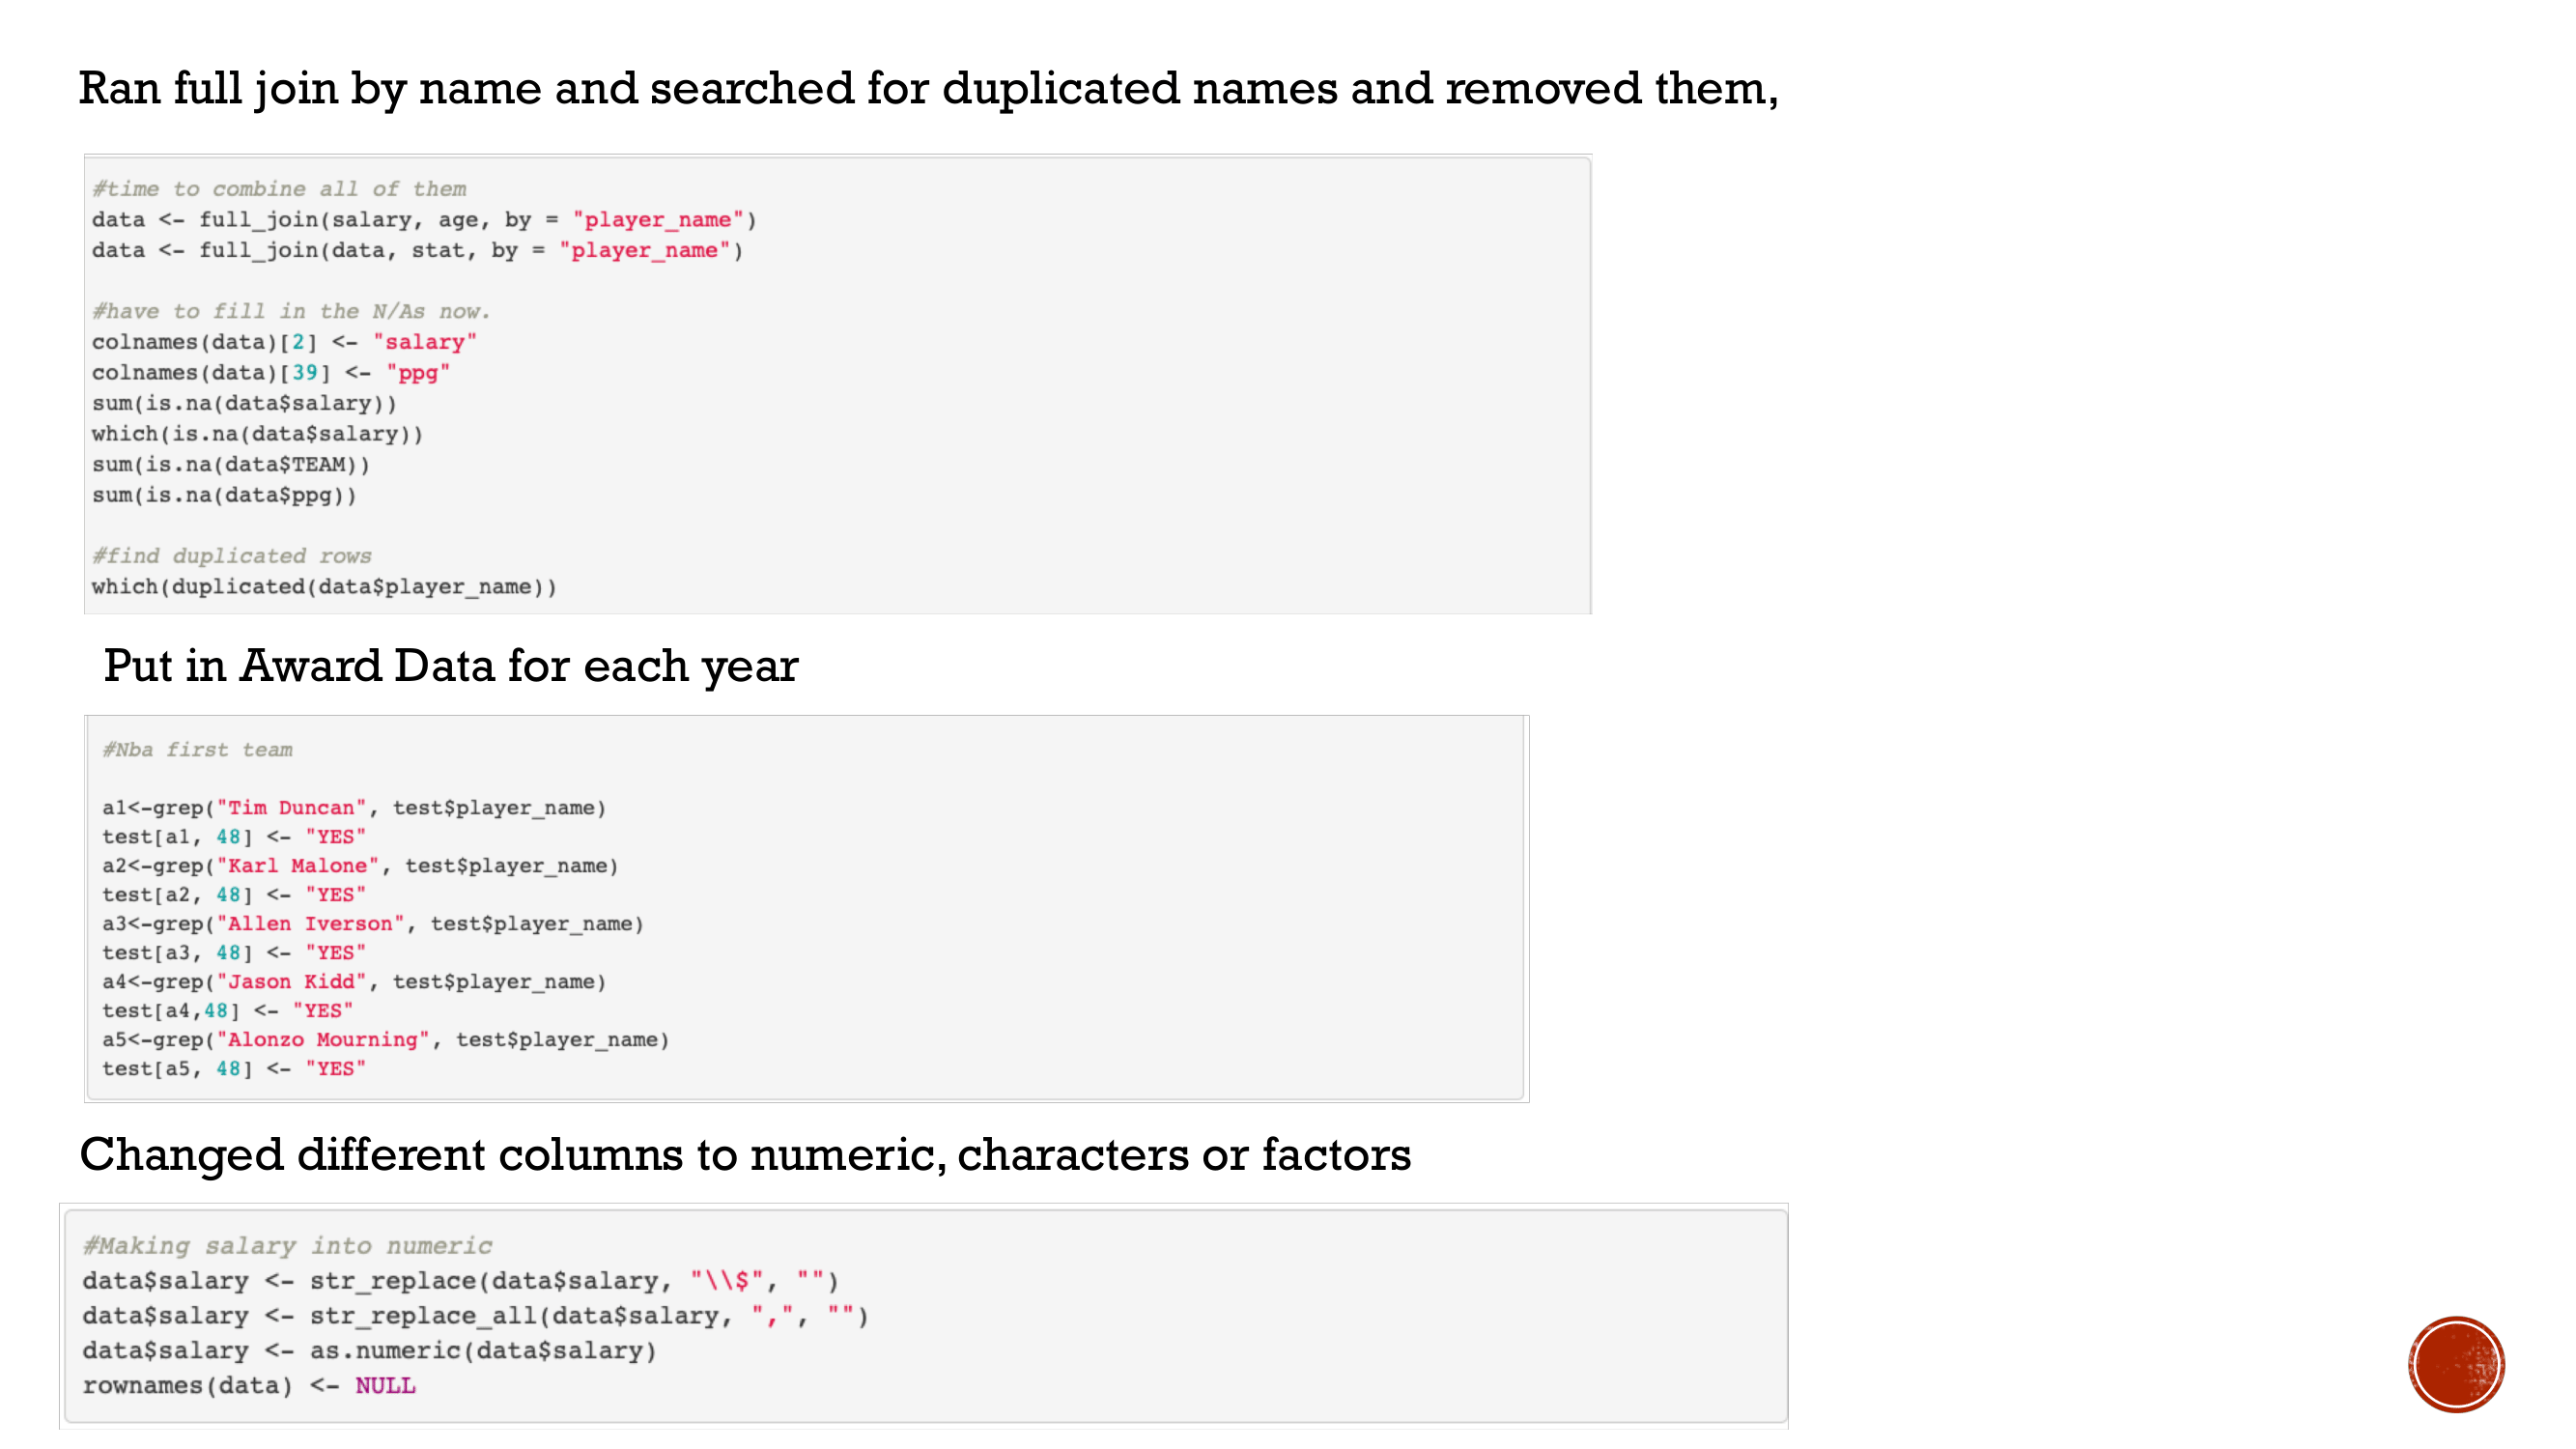 Ran full join by name and searched for duplicated names and removed them,
#time to combine all of them
data <- full_join(salary, age, by = "player_name")
data <- full_join(data, stat, by = "player_name")
#have to fill in the N/As now.
colnames(data)[2] <- "salary"
colnames(data)[39] <- "ppg"
sum(is.na(data$salary))
which(is.na(data$salary))
sum(is.na(data$TEAM))
sum(is.na(data$ppg))
#find duplicated rows
which(duplicated(data$player_name))
Put in Award Data for each year
#Nba first team
a1<-grep("Tim Duncan", test$player_name)
test[a1, 48] <- "YES"
a2<-grep("Karl Malone", test$player_name)
test[a2, 48] <- "YES"
a3<-grep("Allen Iverson", test$player_name)
test[a3, 48] <- "YES"
a4<-grep("Jason Kidd", test$player_name)
test[a4,48] <- "YES"
a5<-grep("Alonzo Mourning", test$player_name)
test[a5, 48] <- "YES"
Changed different columns to numeric, characters or factors
#Making salary into numeric
data$salary <- str_replace(data$salary, "\\$", "")
data$salary <- str_replace_all(data$salary, ",", "")
data$salary <- as.numeric(data$salary)
rownames(data) <- NULL